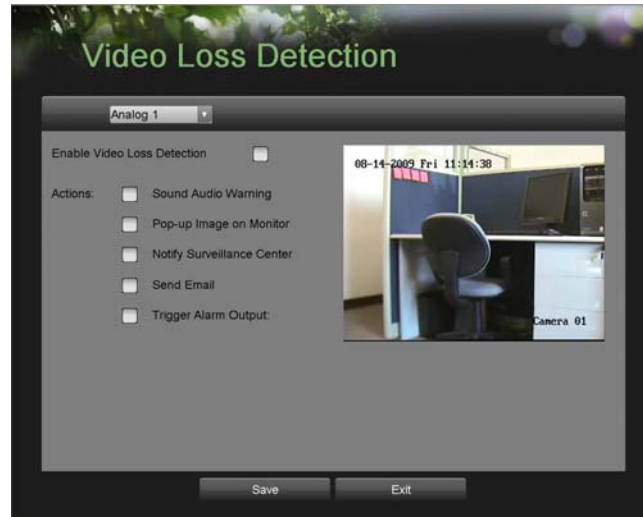 Video Loss Detection
Analog 1
Enable Video Loss Detection
08-14-2009 Fri 11:14:38
Actions:
Sound Audio Warning
Pop-up Image on Monitor
Notify Surveillance Center
Send Email
Trigger Alarm Output:
Camera 01
Save
Exit